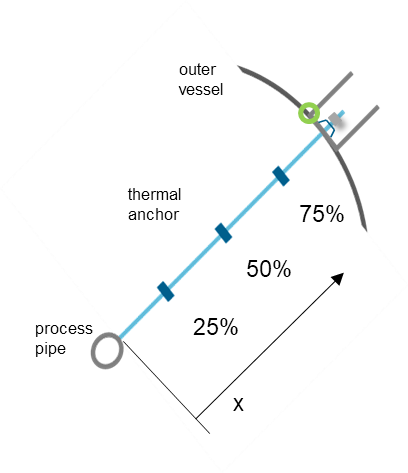 outer
vessel
thermal
anchor
75%
50%
25%
process
pipe
X